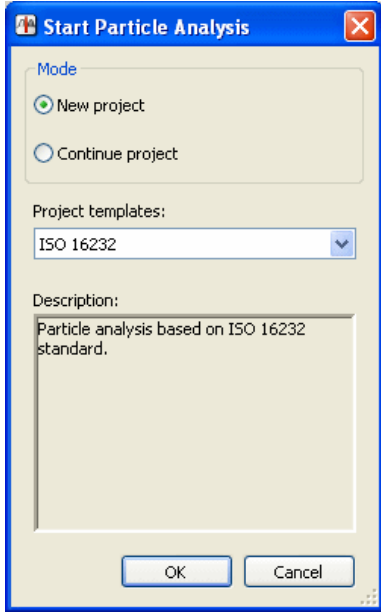 Start Particle Analysis
Mode
New project
Continue project
Project templates:
ISO 16232
Description:
Particle analysis based on ISO 16232
standard.
OK Cancel